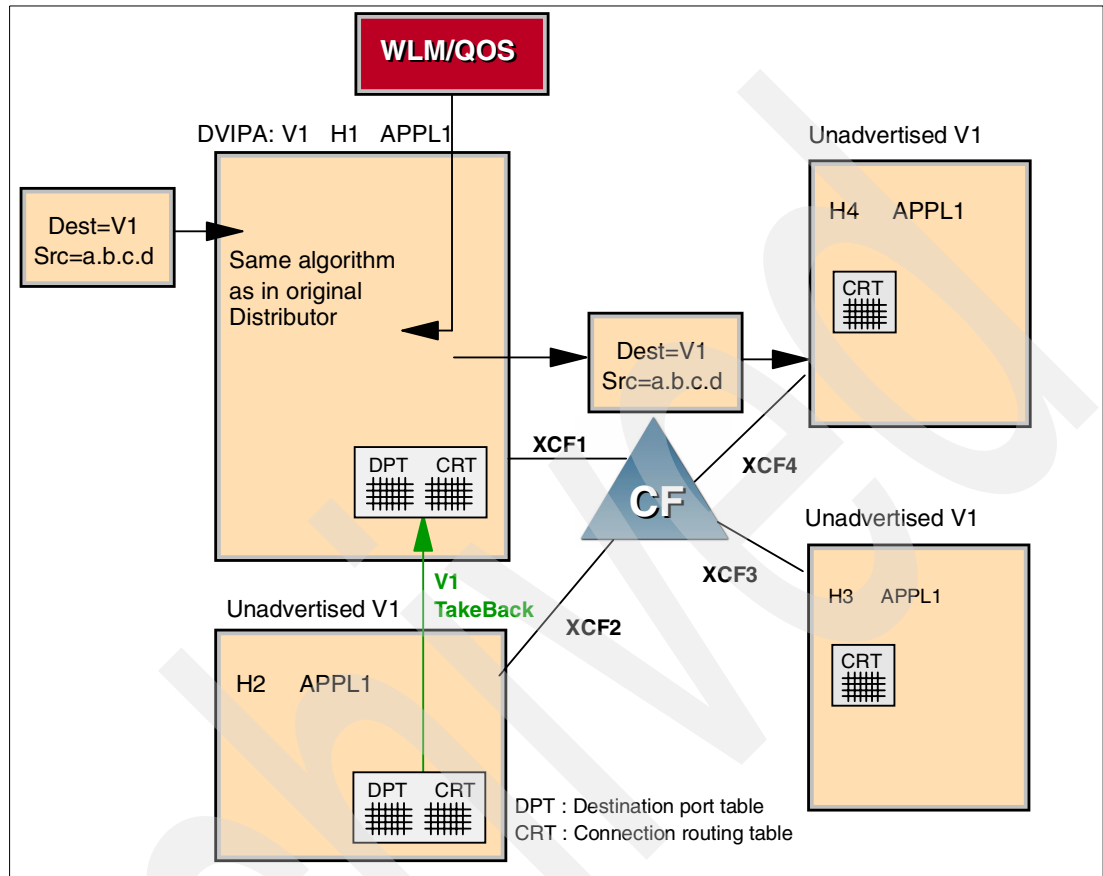 WLM/QOS
DVIPA: V1 H1 APPL1
Unadvertised V1
Dest=V1
Src=a.b.c.d
Same algorithm
as in original
Distributor
H4 APPL1
CRT
Dest=V1
Src=a.b.c.d
XCF1
DPT CRT
CF
XCF4
Unadvertised V1
V1
TakeBack
XCF3
H3 APPL1
Unadvertised V1
XCF2
CRT
H2 APPL1
DPT CRT
DPT : Destination port table
CRT : Connection routing table